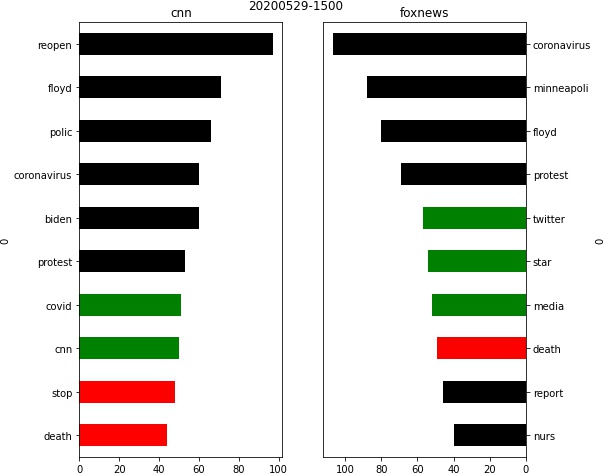 20200529-1500
cnn
reopen
floyd
polic
coronavirus
biden
protest
covid
cnn
stop
death
0
0 20 40 60 80 100
foxnews
coronavirus
minneapoli
floyd
protest
twitter
star
media
death
report
nurs
0
100 80 60 40 20 0